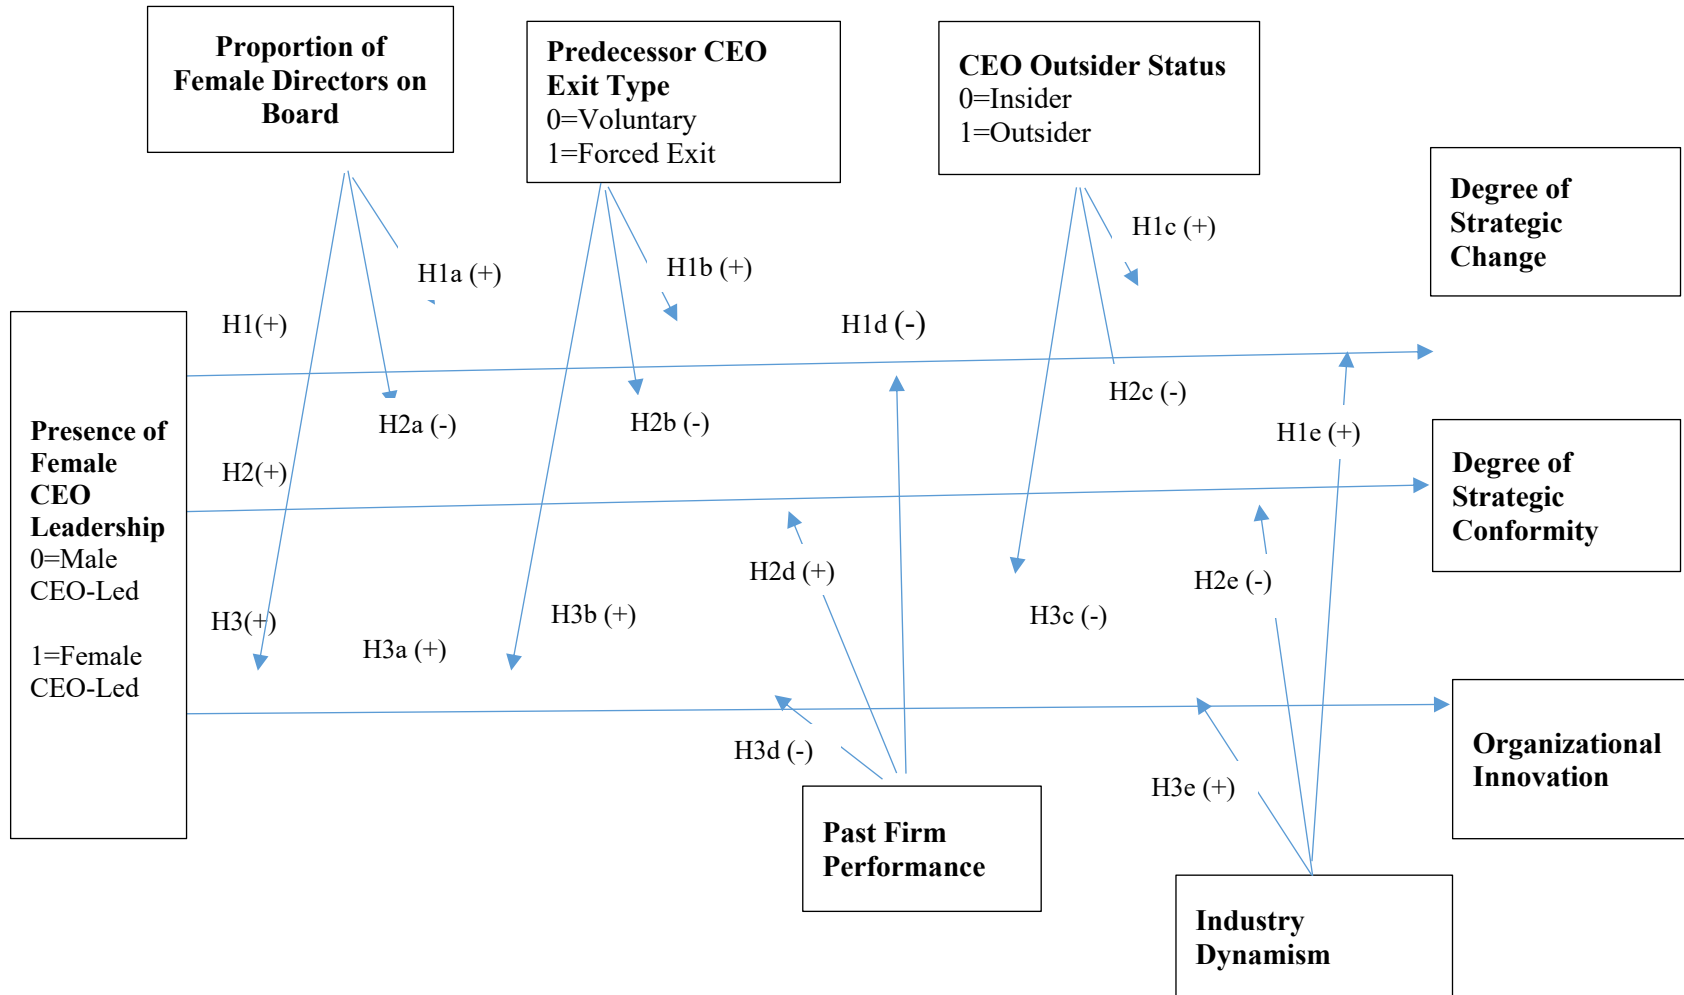 Proportion of
Female Directors on
Board
Predecessor CEO
Exit Type
0=Voluntary
1=Forced Exit
CEO Outsider Status
0=Insider
1=Outsider
Degree of
Strategic
Change
H1a (+)
H1b (+)
H1c (+)
H1(+)
H1d (-)
H2a (-)
H2b (-)
H2c (-)
H1e (+)
Presence of
Female
CEO
Leadership
0=Male
CEO-Led
1=Female
CEO-Led
H2(+)
Degree of
Strategic
Conformity
H2d (+)
H2e (-)
H3(+)
H3a (+)
H3b (+)
H3c (-)
H3d (-)
H3e (+)
Organizational
Innovation
Past Firm
Performance
Industry
Dynamism